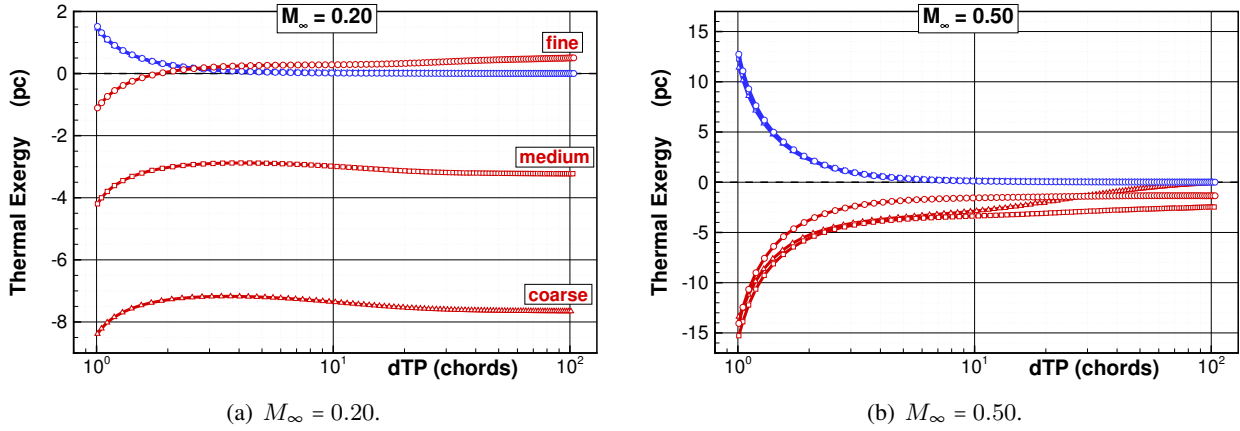 M∞ = 0.20
2
0
-2
-4
-6
-8
Thermal Exergy (pc)
fine
medium
coarse
10⁰
10¹
10²
dTP (chords)
(a) M∞ = 0.20.
M∞ = 0.50
15
10
5
0
-5
-10
-15
Thermal Exergy (pc)
10⁰
10¹
10²
dTP (chords)
(b) M∞ = 0.50.